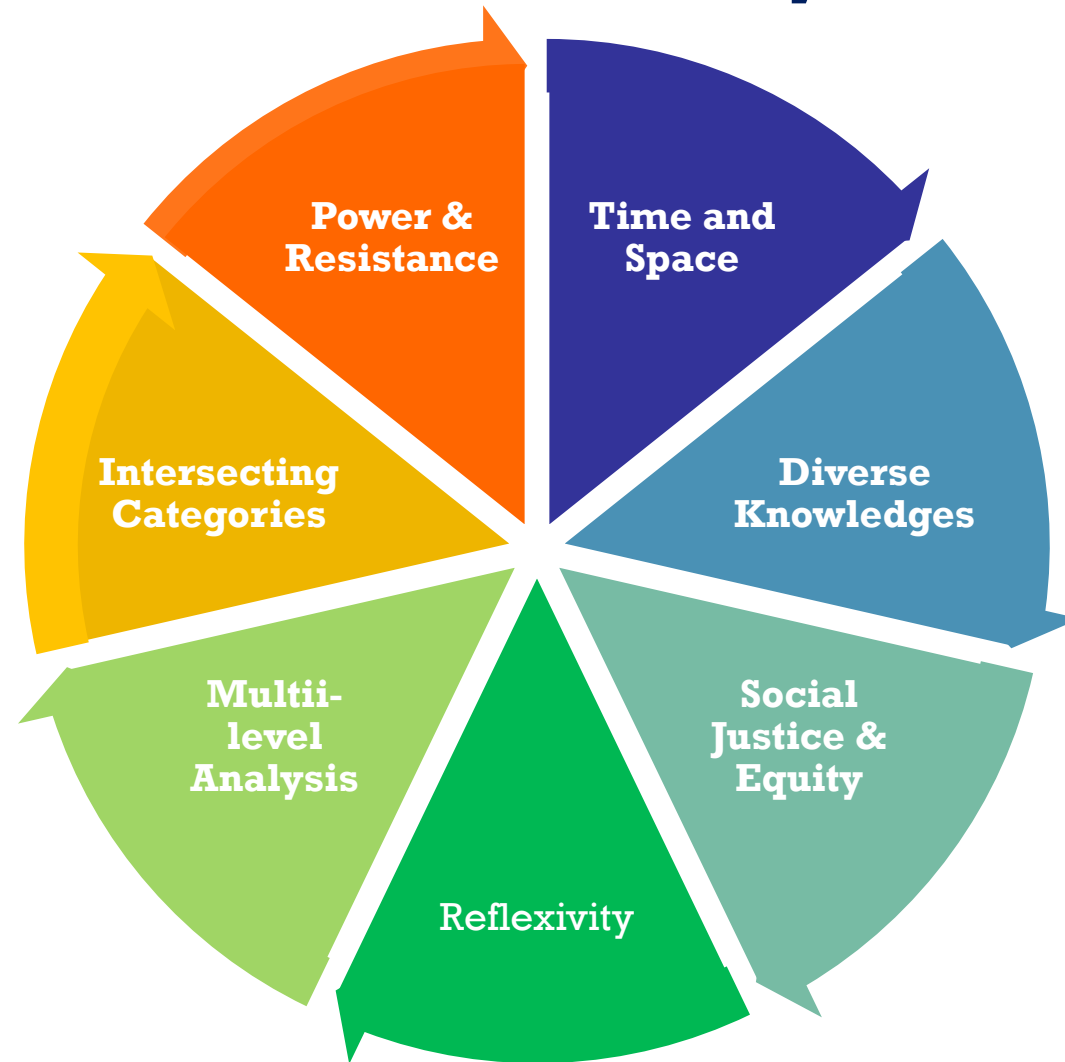 Power &
Resistance
Time and
Space
Intersecting
Categories
Diverse
Knowledges
Multii-
level
Analysis
Social
Justice &
Equity
Reflexivity